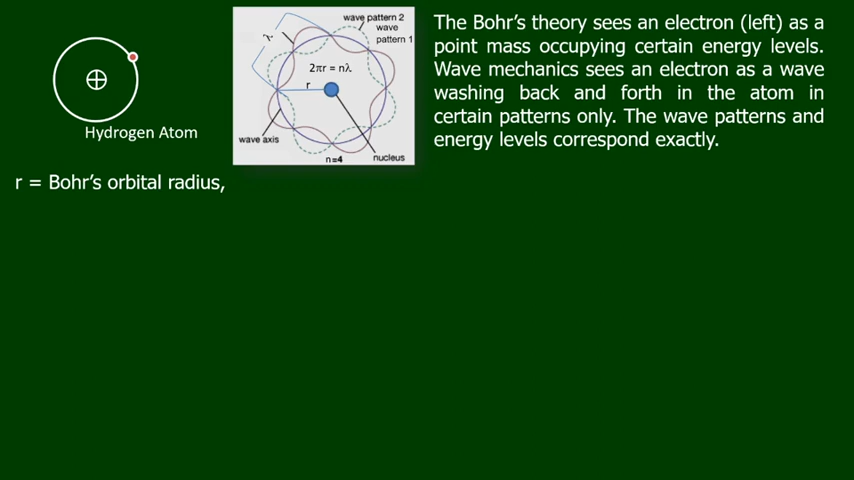 The Bohr's theory sees an electron (left) as a
point mass occupying certain energy levels.
Wave mechanics sees an electron as a wave
washing back and forth in the atom in
certain patterns only. The wave patterns and
energy levels correspond exactly.
Hydrogen Atom
wave pattern 2
wave
pattern 1
λ
2πr = nλ
r
wave axis
nucleus
n=4
r = Bohr's orbital radius,